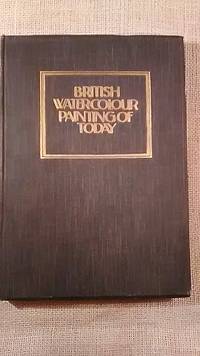 BRITISH
WATERCOLOUR
PAINTING OF
TODAY